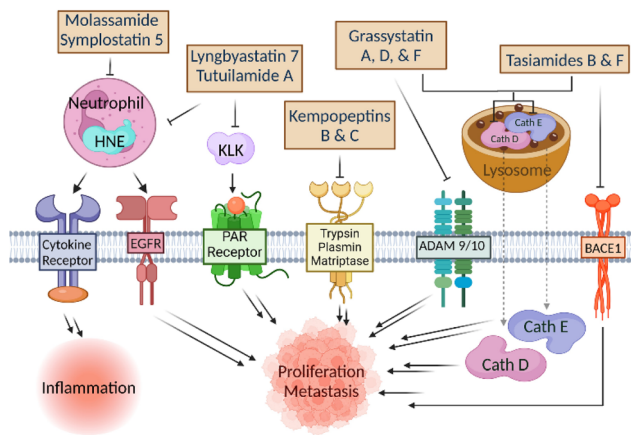 Molassamide
Symplostatin 5
Lyngbyastatin 7
Tutuilamide A
Grassystatin
A, D, & F
Tasiamides B & F
Kempopeptins
B & C
Neutrophil
HNE
KLK
Cath E
Cath D
Lysosome
Cytokine
Receptor
EGFR
PAR
Receptor
Trypsin
Plasmin
Matriptase
ADAM 9/10
BACE1
Cath E
Cath D
Inflammation
Proliferation
Metastasis